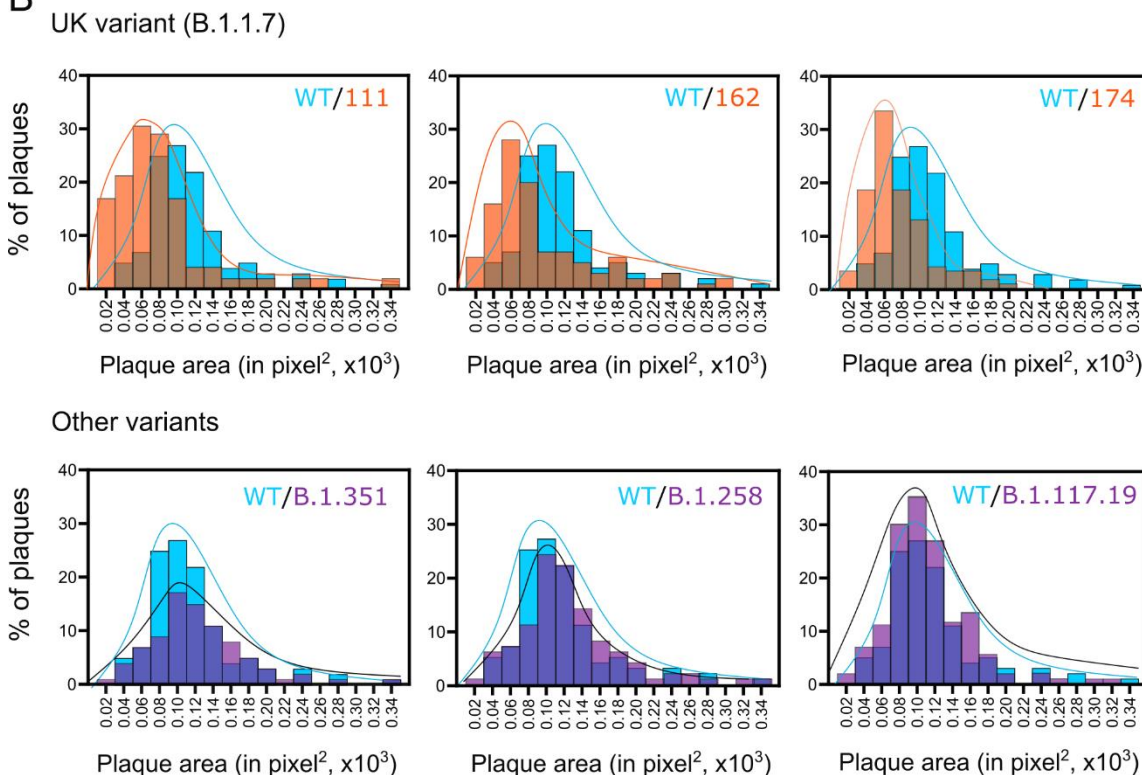 B
UK variant (B.1.1.7)
% of plaques
40
30
20
10
0
WT/111
0.02 0.04 0.06 0.08 0.10 0.12 0.14 0.16 0.18 0.20 0.22 0.24 0.26 0.28 0.30 0.32 0.34
Plaque area (in pixel², x10³)
40
30
20
10
0
WT/162
0.02 0.04 0.06 0.08 0.10 0.12 0.14 0.16 0.18 0.20 0.22 0.24 0.26 0.28 0.30 0.32 0.34
Plaque area (in pixel², x10³)
40
30
20
10
0
WT/174
0.02 0.04 0.06 0.08 0.10 0.12 0.14 0.16 0.18 0.20 0.22 0.24 0.26 0.28 0.30 0.32 0.34
Plaque area (in pixel², x10³)
Other variants
% of plaques
40
30
20
10
0
WT/B.1.351
0.02 0.04 0.06 0.08 0.10 0.12 0.14 0.16 0.18 0.20 0.22 0.24 0.26 0.28 0.30 0.32 0.34
Plaque area (in pixel², x10³)
40
30
20
10
0
WT/B.1.258
0.02 0.04 0.06 0.08 0.10 0.12 0.14 0.16 0.18 0.20 0.22 0.24 0.26 0.28 0.30 0.32 0.34
Plaque area (in pixel², x10³)
40
30
20
10
0
WT/B.1.117.19
0.02 0.04 0.06 0.08 0.10 0.12 0.14 0.16 0.18 0.20 0.22 0.24 0.26 0.28 0.30 0.32 0.34
Plaque area (in pixel², x10³)